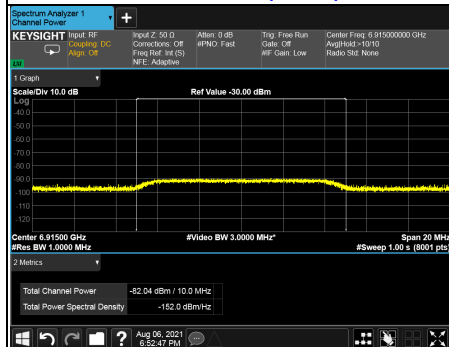 Spectrum Analyzer 1
Channel Power
+
KEYSIGHT
Input: RF
Coupling: DC
Align: Off
Input Z: 50 Ω
Corrections: Off
Freq Ref: Int (S)
NFE: Adaptive
Atten: 0 dB
#PNO: Fast
Trig: Free Run
Gate: Off
#IF Gain: Low
Center Freq: 6.915000000 GHz
Avg|Hold:>10/10
Radio Std: None
LXI
1 Graph
Scale/Div 10.0 dB
Ref Value -30.00 dBm
Log
-40.0
-50.0
-60.0
-70.0
-80.0
-90.0
-100
-110
-120
Center 6.91500 GHz
#Video BW 3.0000 MHz*
Span 20 MHz
#Res BW 1.0000 MHz
#Sweep 1.00 s (8001 pts)
2 Metrics
Total Channel Power -82.04 dBm / 10.0 MHz
Total Power Spectral Density -152.0 dBm/Hz
?
Aug 06, 2021
6:52:47 PM